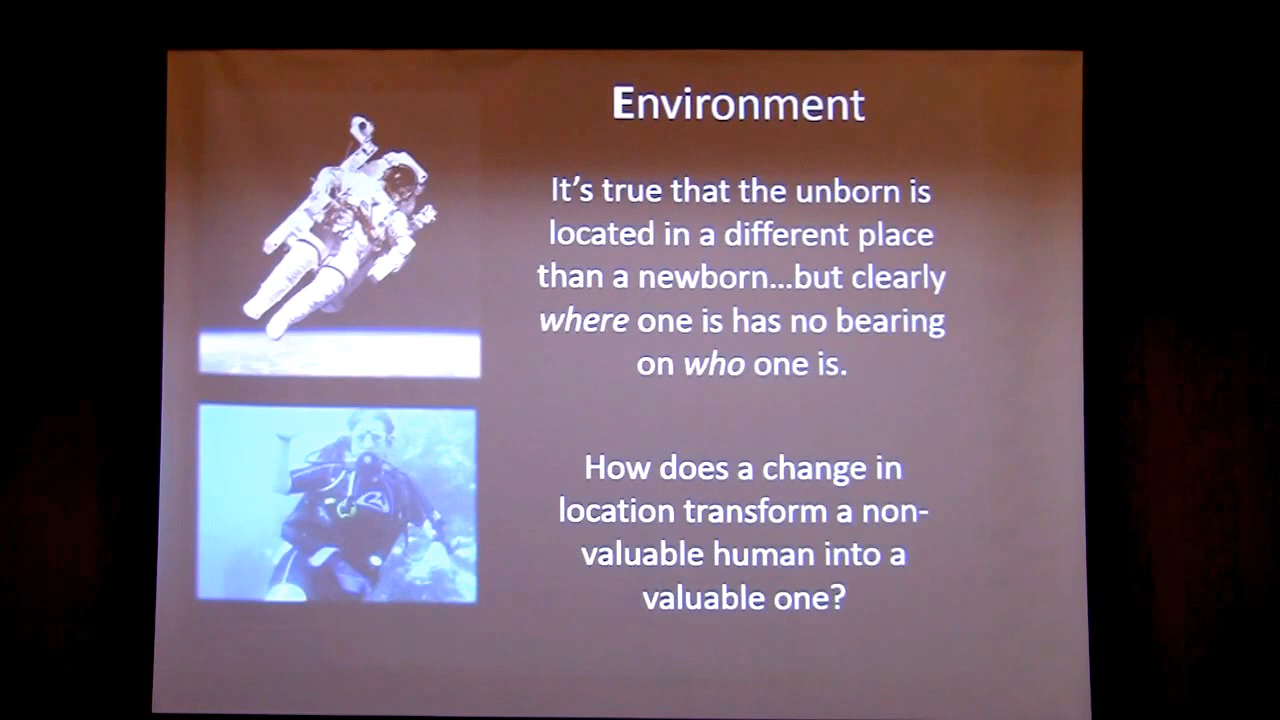 Environment
It’s true that the unborn is
located in a different place
than a newborn…but clearly
where one is has no bearing
on who one is.
How does a change in
location transform a non-
valuable human into a
valuable one?